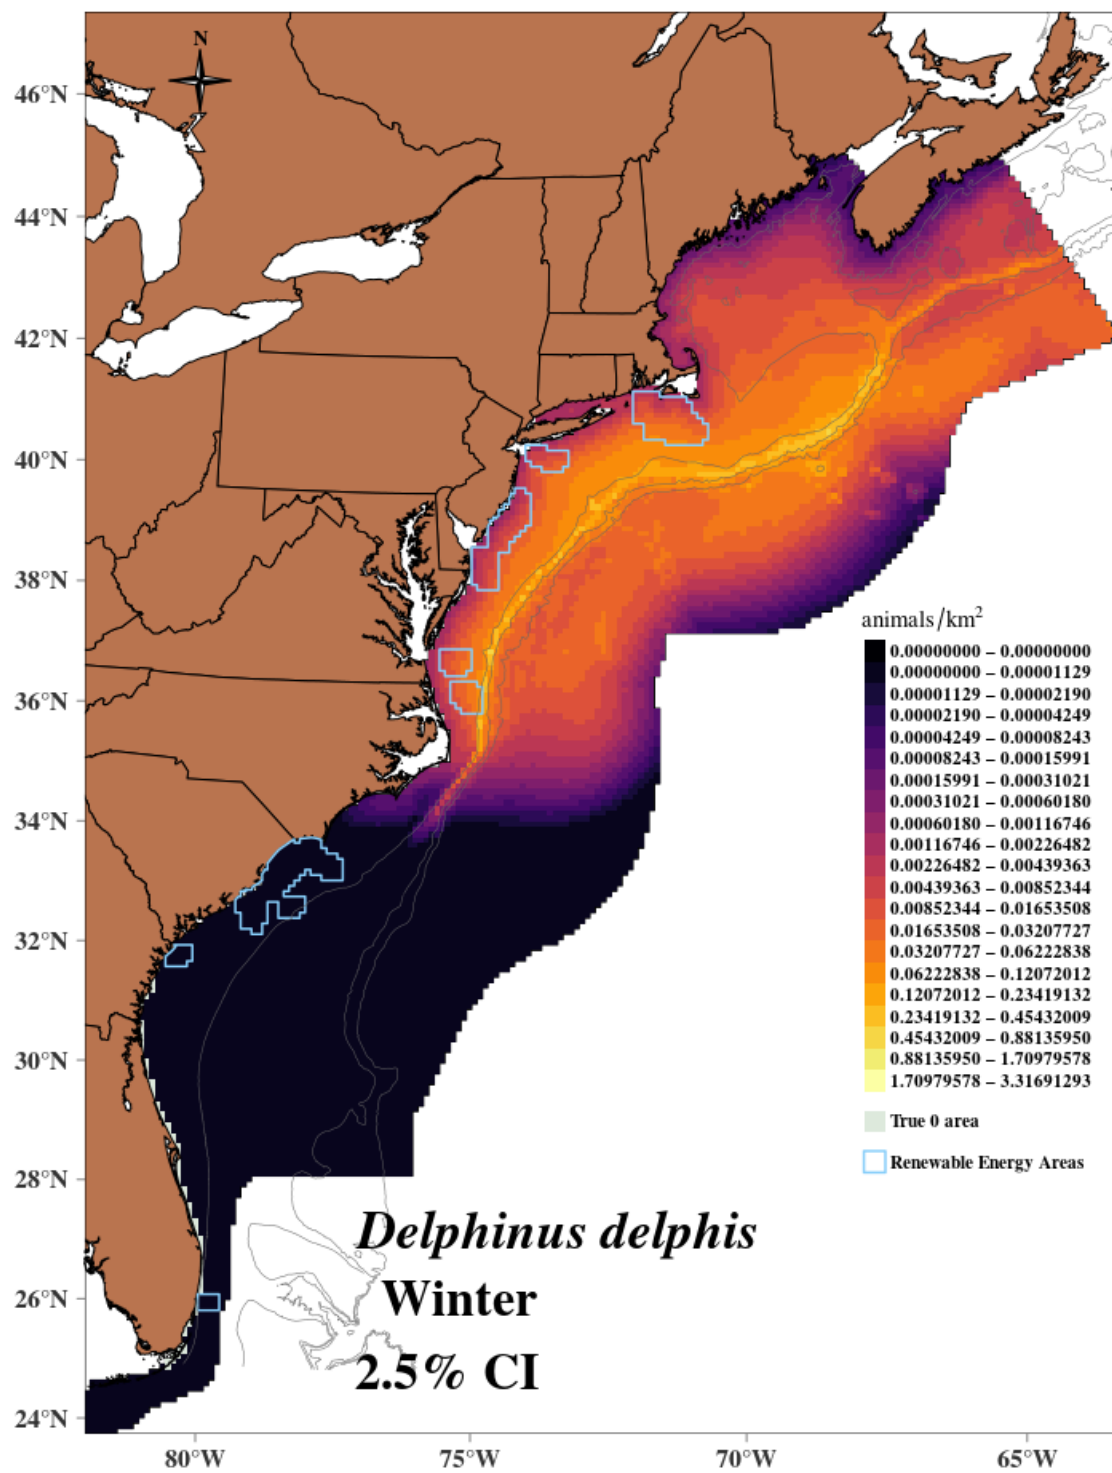 N
46°N
44°N
42°N
40°N
38°N
36°N
34°N
32°N
30°N
28°N
26°N
24°N
80°W
75°W
70°W
65°W
animals/km²
0.00000000 – 0.00000000
0.00000000 – 0.00001129
0.00001129 – 0.00002190
0.00002190 – 0.00004249
0.00004249 – 0.00008243
0.00008243 – 0.00015991
0.00015991 – 0.00031021
0.00031021 – 0.00060180
0.00060180 – 0.00116746
0.00116746 – 0.00226482
0.00226482 – 0.00439363
0.00439363 – 0.00852344
0.00852344 – 0.01653508
0.01653508 – 0.03207727
0.03207727 – 0.06222838
0.06222838 – 0.12072012
0.12072012 – 0.23419132
0.23419132 – 0.45432009
0.45432009 – 0.88135950
0.88135950 – 1.70979578
1.70979578 – 3.31691293
True 0 area
Renewable Energy Areas
Delphinus delphis
Winter
2.5% CI